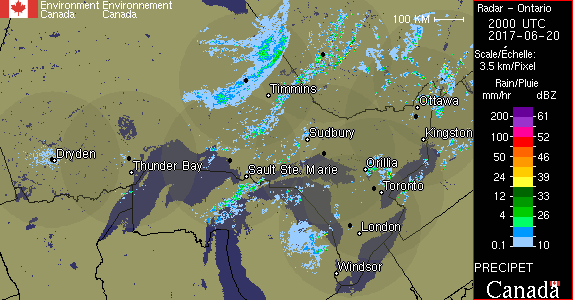 Environment Environnement
Canada Canada
100 KM
Timmins
Ottawa
Sudbury
Kingston
Dryden
Thunder Bay
Sault Ste. Marie
Orillia
Toronto
London
Windsor
Radar - Ontario
2000 UTC
2017-06-20
Scale/Échelle:
3.5 km/Pixel
Rain/Pluie
mm/hr dBZ
200 61
100 52
50 46
24 39
12 33
4 26
0.1 10
PRECIPET
Canada